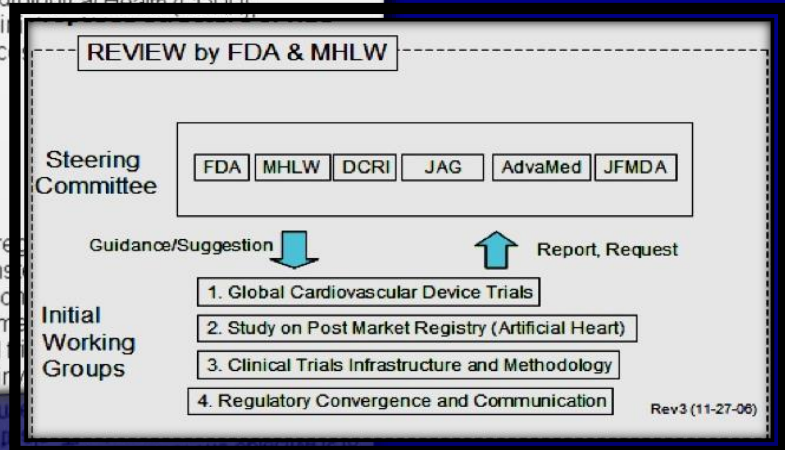 REVIEW by FDA & MHLW
Steering
Committee
FDA MHLW DCRI JAG AdvaMed JFMDA
Guidance/Suggestion
Report, Request
Initial
Working
Groups
1. Global Cardiovascular Device Trials
2. Study on Post Market Registry (Artificial Heart)
3. Clinical Trials Infrastructure and Methodology
4. Regulatory Convergence and Communication
Rev3 (11-27-06)